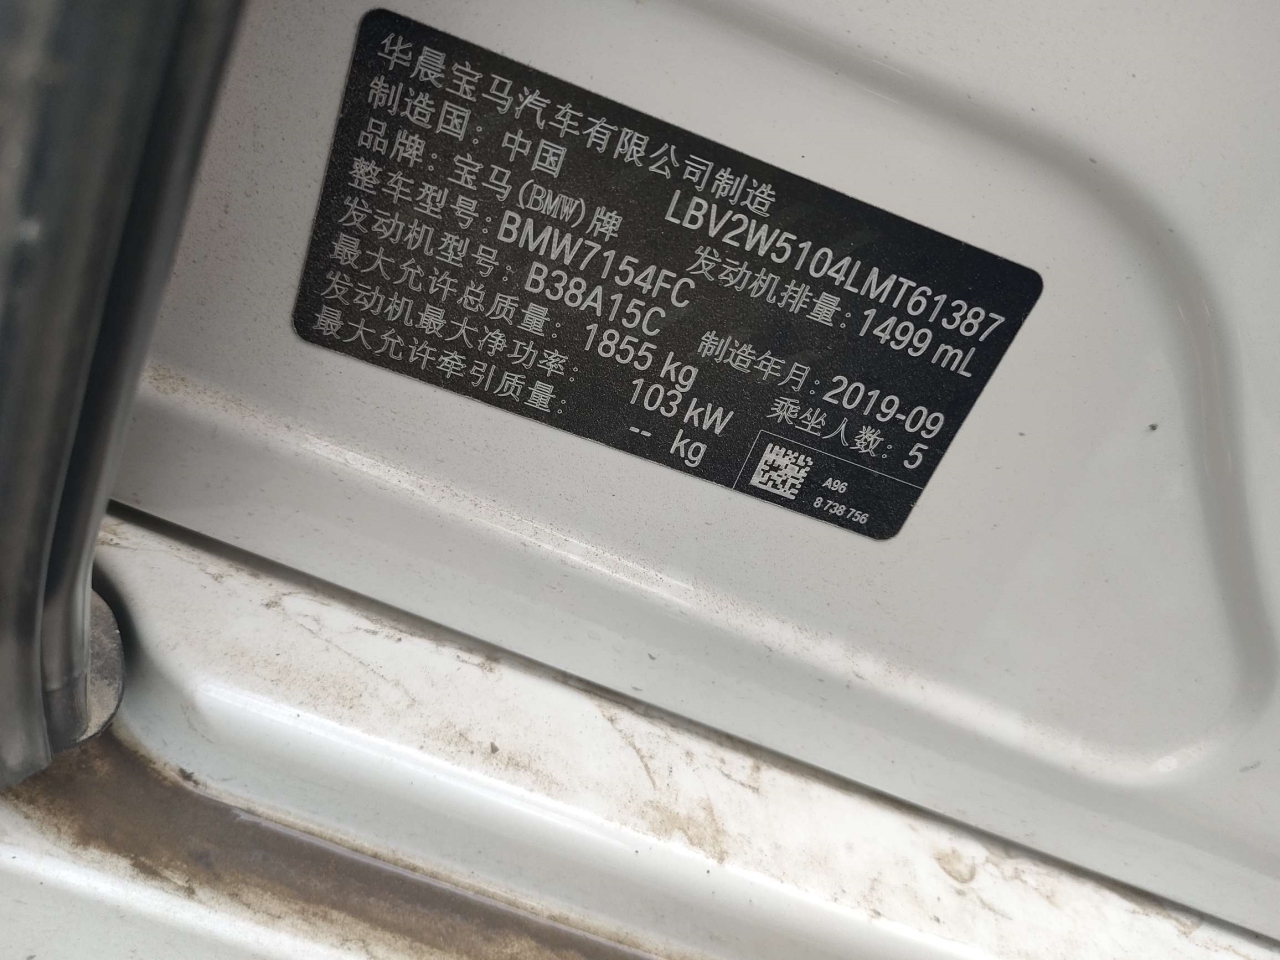 华晨宝马汽车有限公司制造
制造国：中国 LBV2W5104LMT61387
品牌：宝马(BMW)牌 发动机排量：1499 mL
整车型号：BMW7154FC
发动机型号：B38A15C 制造年月：2019-09
最大允许总质量：1855 kg 乘坐人数：5
发动机最大净功率：103 kW
最大允许牵引质量：-- kg
A96
8 738 756